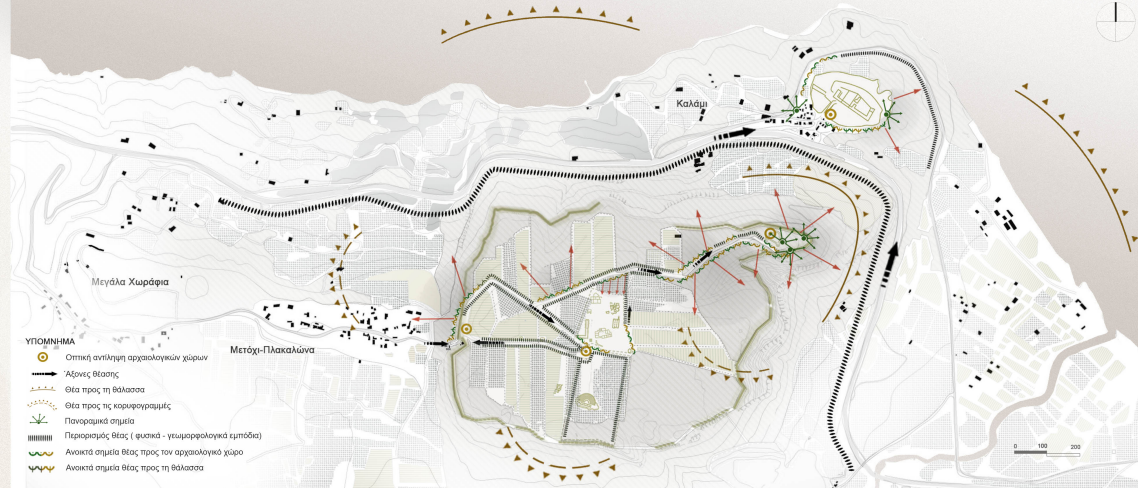 Καλάμι
Μεγάλα Χωράφια
Μετόχι-Πλακαλώνα
ΥΠΟΜΝΗΜΑ
Οπτική αντίληψη αρχαιολογικών χώρων
Άξονες θέασης
Θέα προς τη θάλασσα
Θέα προς τις κορυφογραμμές
Πανοραμικά σημεία
Περιορισμός θέας ( φυσικά - γεωμορφολογικά εμπόδια)
Ανοικτά σημεία θέας προς τον αρχαιολογικό χώρο
Ανοικτά σημεία θέας προς τη θάλασσα
0 100 200